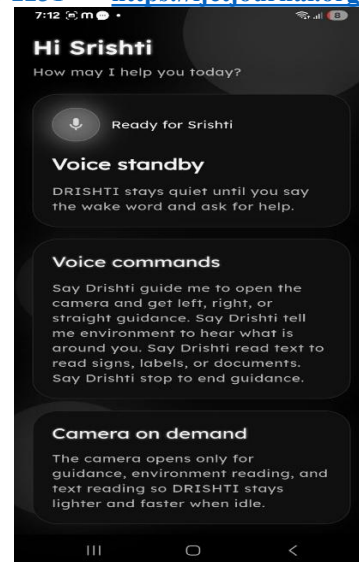 7:12
8
Hi Srishti
How may I help you today?
Ready for Srishti
Voice standby
DRISHTI stays quiet until you say
the wake word and ask for help.
Voice commands
Say Drishti guide me to open the
camera and get left, right, or
straight guidance. Say Drishti tell
me environment to hear what is
around you. Say Drishti read text to
read signs, labels, or documents.
Say Drishti stop to end guidance.
Camera on demand
The camera opens only for
guidance, environment reading, and
text reading so DRISHTI stays
lighter and faster when idle.